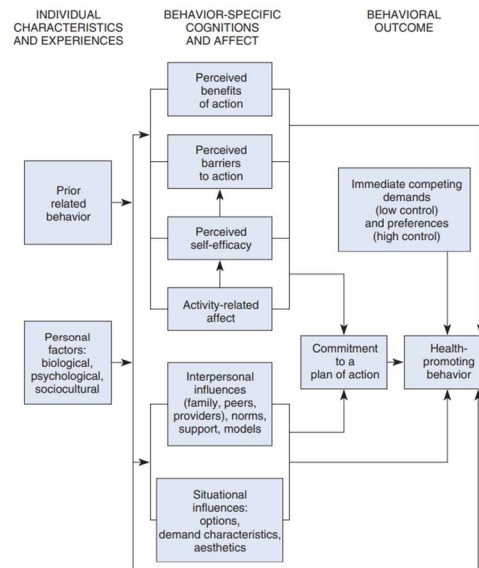 INDIVIDUAL
CHARACTERISTICS
AND EXPERIENCES
BEHAVIOR-SPECIFIC
COGNITIONS
AND AFFECT
BEHAVIORAL
OUTCOME
Perceived
benefits
of action
Perceived
barriers
to action
Prior
related
behavior
Immediate competing
demands
(low control)
and preferences
(high control)
Perceived
self-efficacy
Activity-related
affect
Personal
factors:
biological,
psychological,
sociocultural
Commitment
to a
plan of action
Health-
promoting
behavior
Interpersonal
influences
(family, peers,
providers), norms,
support, models
Situational
influences:
options,
demand characteristics,
aesthetics